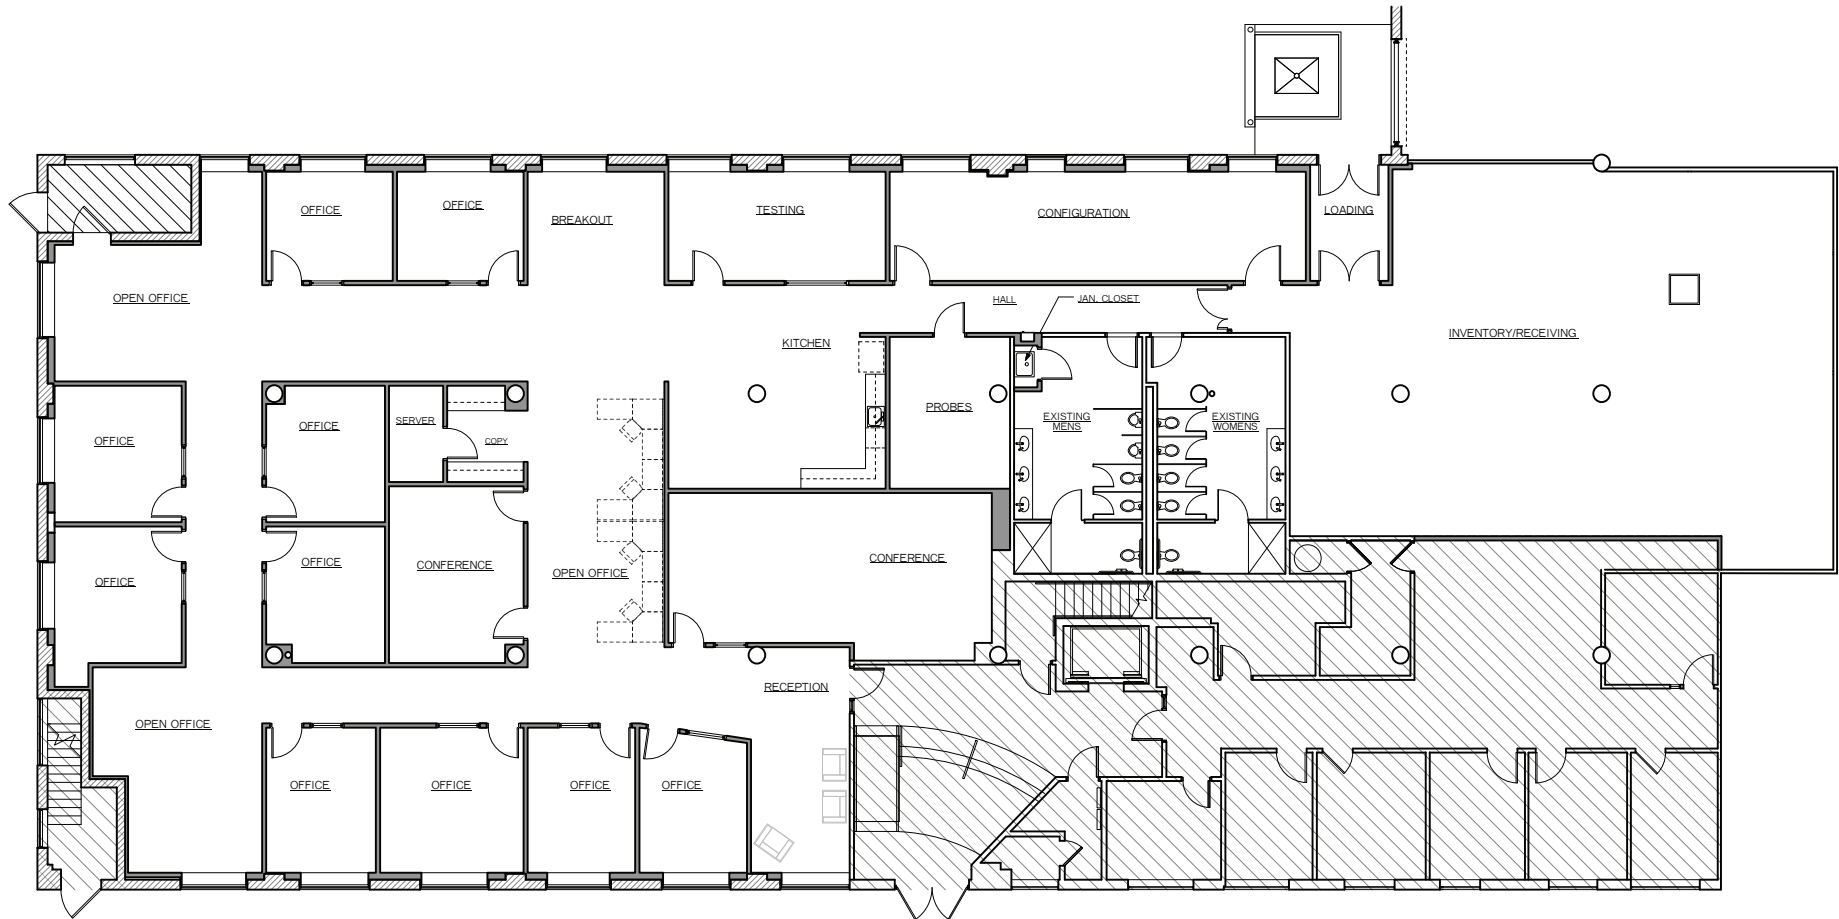 OFFICE
OFFICE
BREAKOUT
TESTING
CONFIGURATION
LOADING
OPEN OFFICE
HALL
JAN. CLOSET
INVENTORY/RECEIVING
KITCHEN
OFFICE
OFFICE
SERVER
COPY
PROBES
EXISTING
MENS
EXISTING
WOMENS
OFFICE
OFFICE
CONFERENCE
OPEN OFFICE
CONFERENCE
RECEPTION
OPEN OFFICE
OFFICE
OFFICE
OFFICE
OFFICE